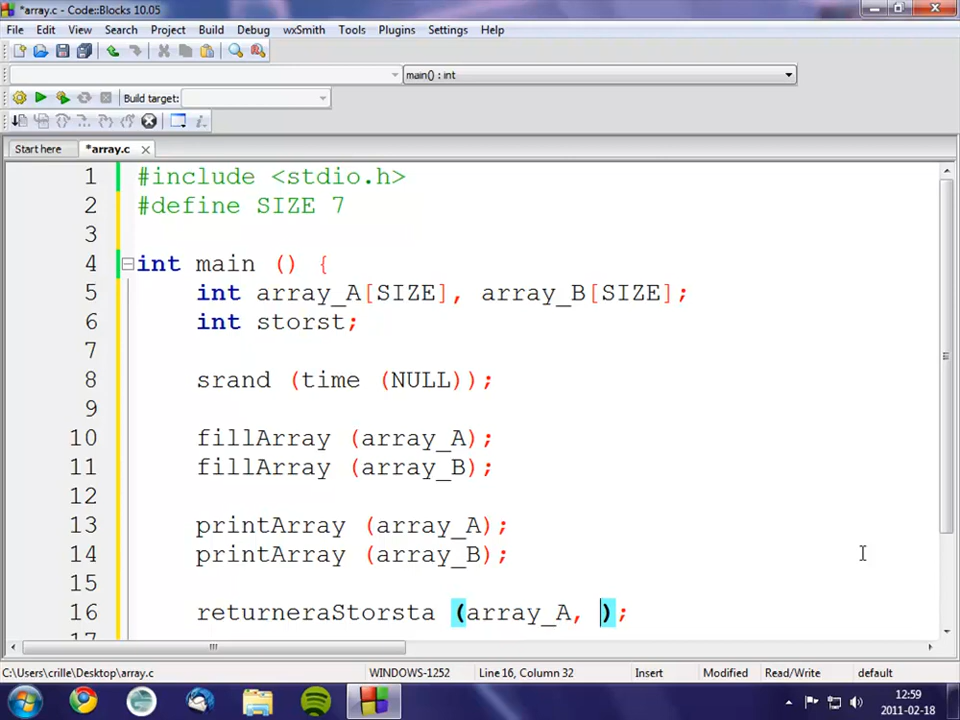 *array.c - Code::Blocks 10.05
File Edit View Search Project Build Debug wxSmith Tools Plugins Settings Help
main() : int
Build target:
Start here *array.c
1 #include <stdio.h>
2 #define SIZE 7
3
4 int main () {
5 int array_A[SIZE], array_B[SIZE];
6 int storst;
7
8 srand (time (NULL));
9
10 fillArray (array_A);
11 fillArray (array_B);
12
13 printArray (array_A);
14 printArray (array_B);
15
16 returneraStorsta (array_A, );
17
C:\Users\crille\Desktop\array.c WINDOWS-1252 Line 16, Column 32 Insert Modified Read/Write default
12:59
2011-02-18